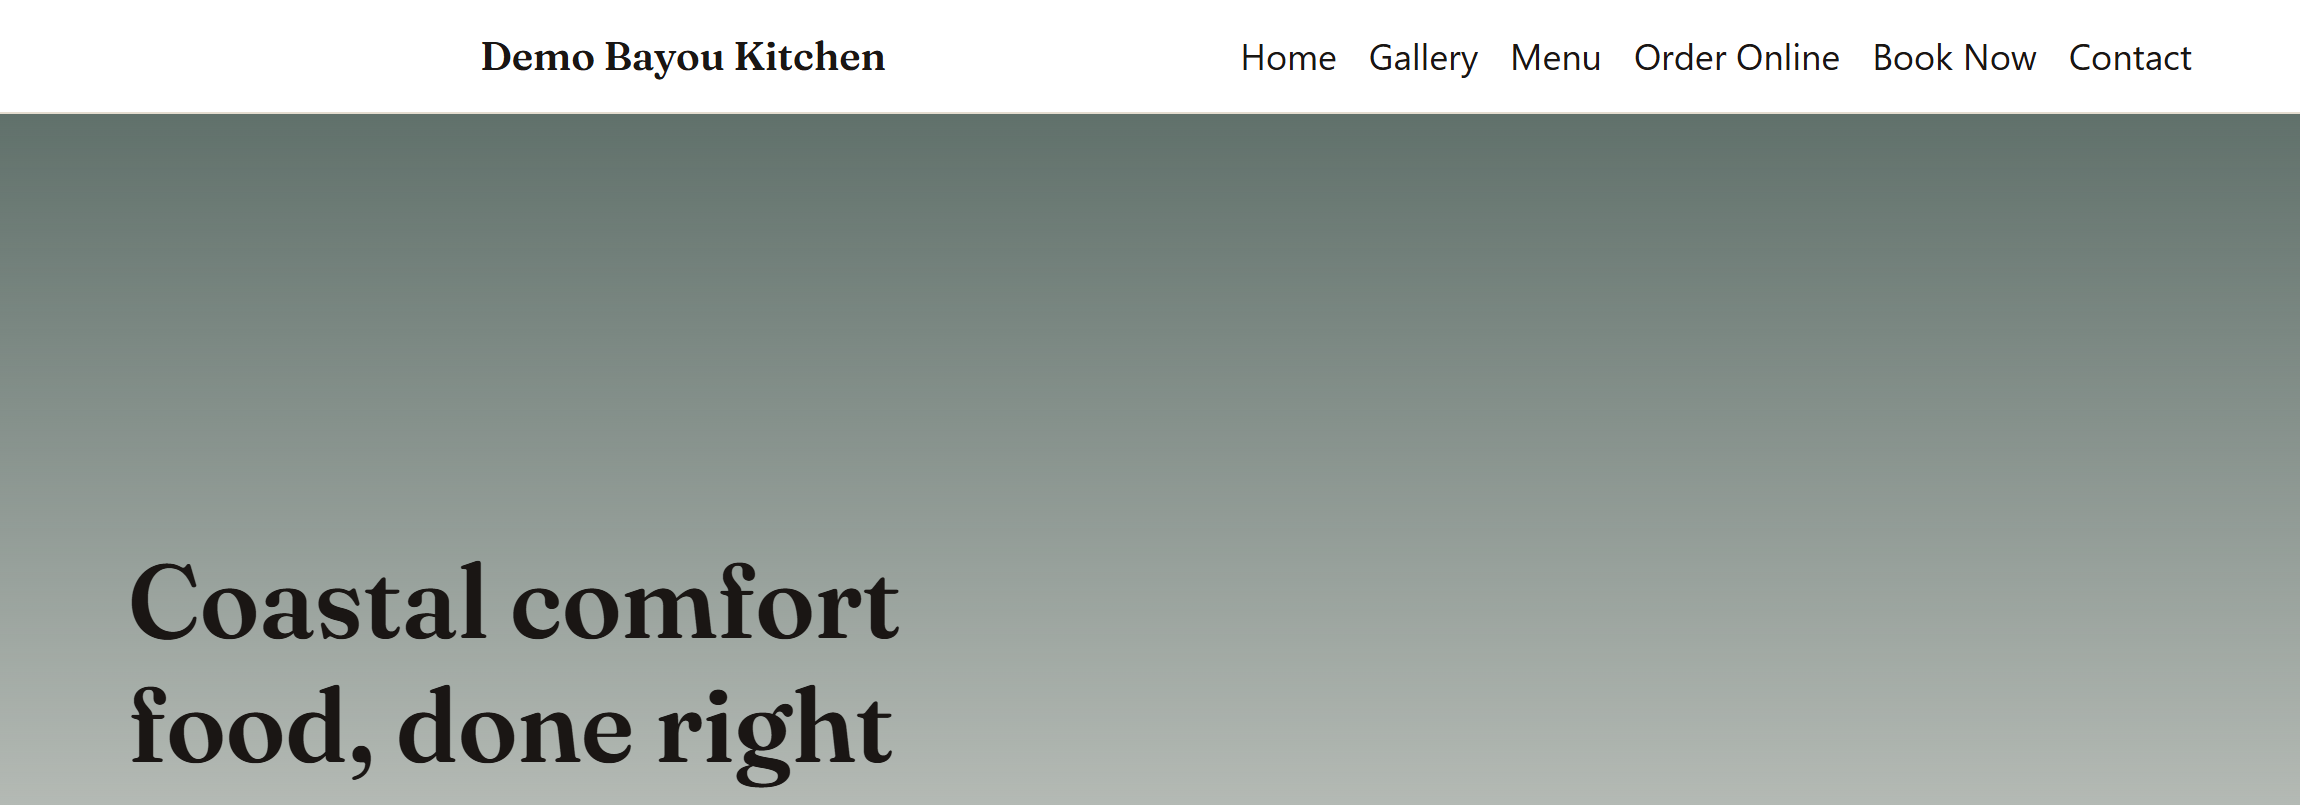 Demo Bayou Kitchen Home Gallery Menu Order Online Book Now Contact
Coastal comfort
food, done right